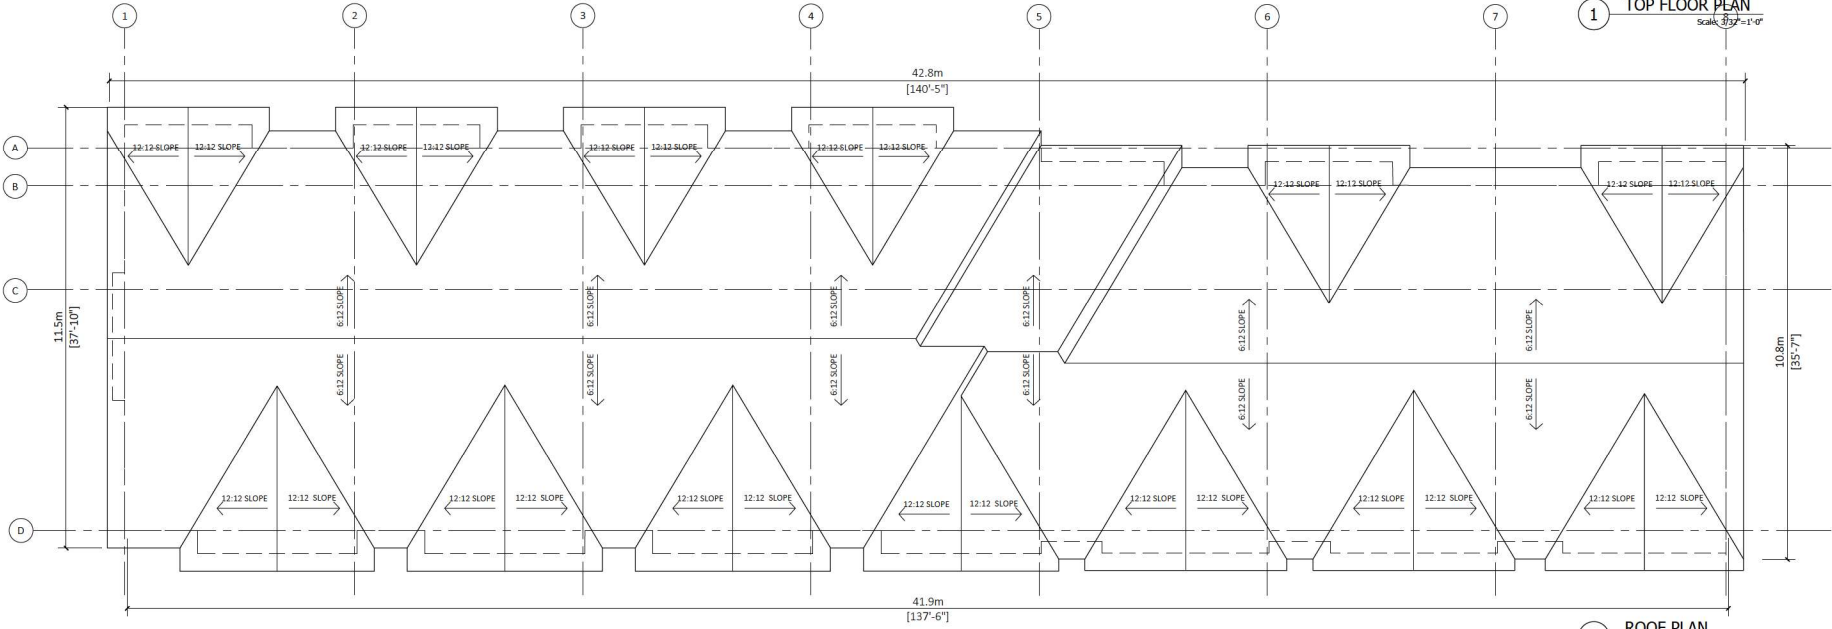 1 2 3 4 5 6 7 8
1 TOP FLOOR PLAN
Scale: 3/32"=1'-0"
42.8m
[140'-5"]
A
12:12 SLOPE 12:12 SLOPE 12:12 SLOPE 12:12 SLOPE 12:12 SLOPE 12:12 SLOPE 12:12 SLOPE 12:12 SLOPE
B
12:12 SLOPE 12:12 SLOPE 12:12 SLOPE 12:12 SLOPE
C
6:12 SLOPE 6:12 SLOPE 6:12 SLOPE 6:12 SLOPE
11.5m
[37'-10"]
6:12 SLOPE 6:12 SLOPE
10.8m
[35'-7"]
6:12 SLOPE 6:12 SLOPE 6:12 SLOPE 6:12 SLOPE
6:12 SLOPE 6:12 SLOPE
12:12 SLOPE 12:12 SLOPE 12:12 SLOPE 12:12 SLOPE 12:12 SLOPE 12:12 SLOPE 12:12 SLOPE 12:12 SLOPE 12:12 SLOPE 12:12 SLOPE 12:12 SLOPE 12:12 SLOPE 12:12 SLOPE 12:12 SLOPE
D
41.9m
[137'-6"]
ROOF PLAN